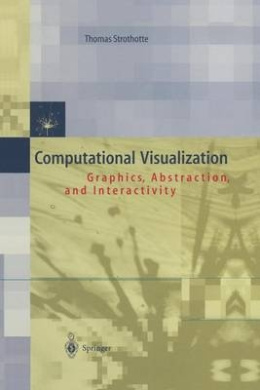 Thomas Strothotte
Computational Visualization
Graphics, Abstraction,
and Interactivity
Springer